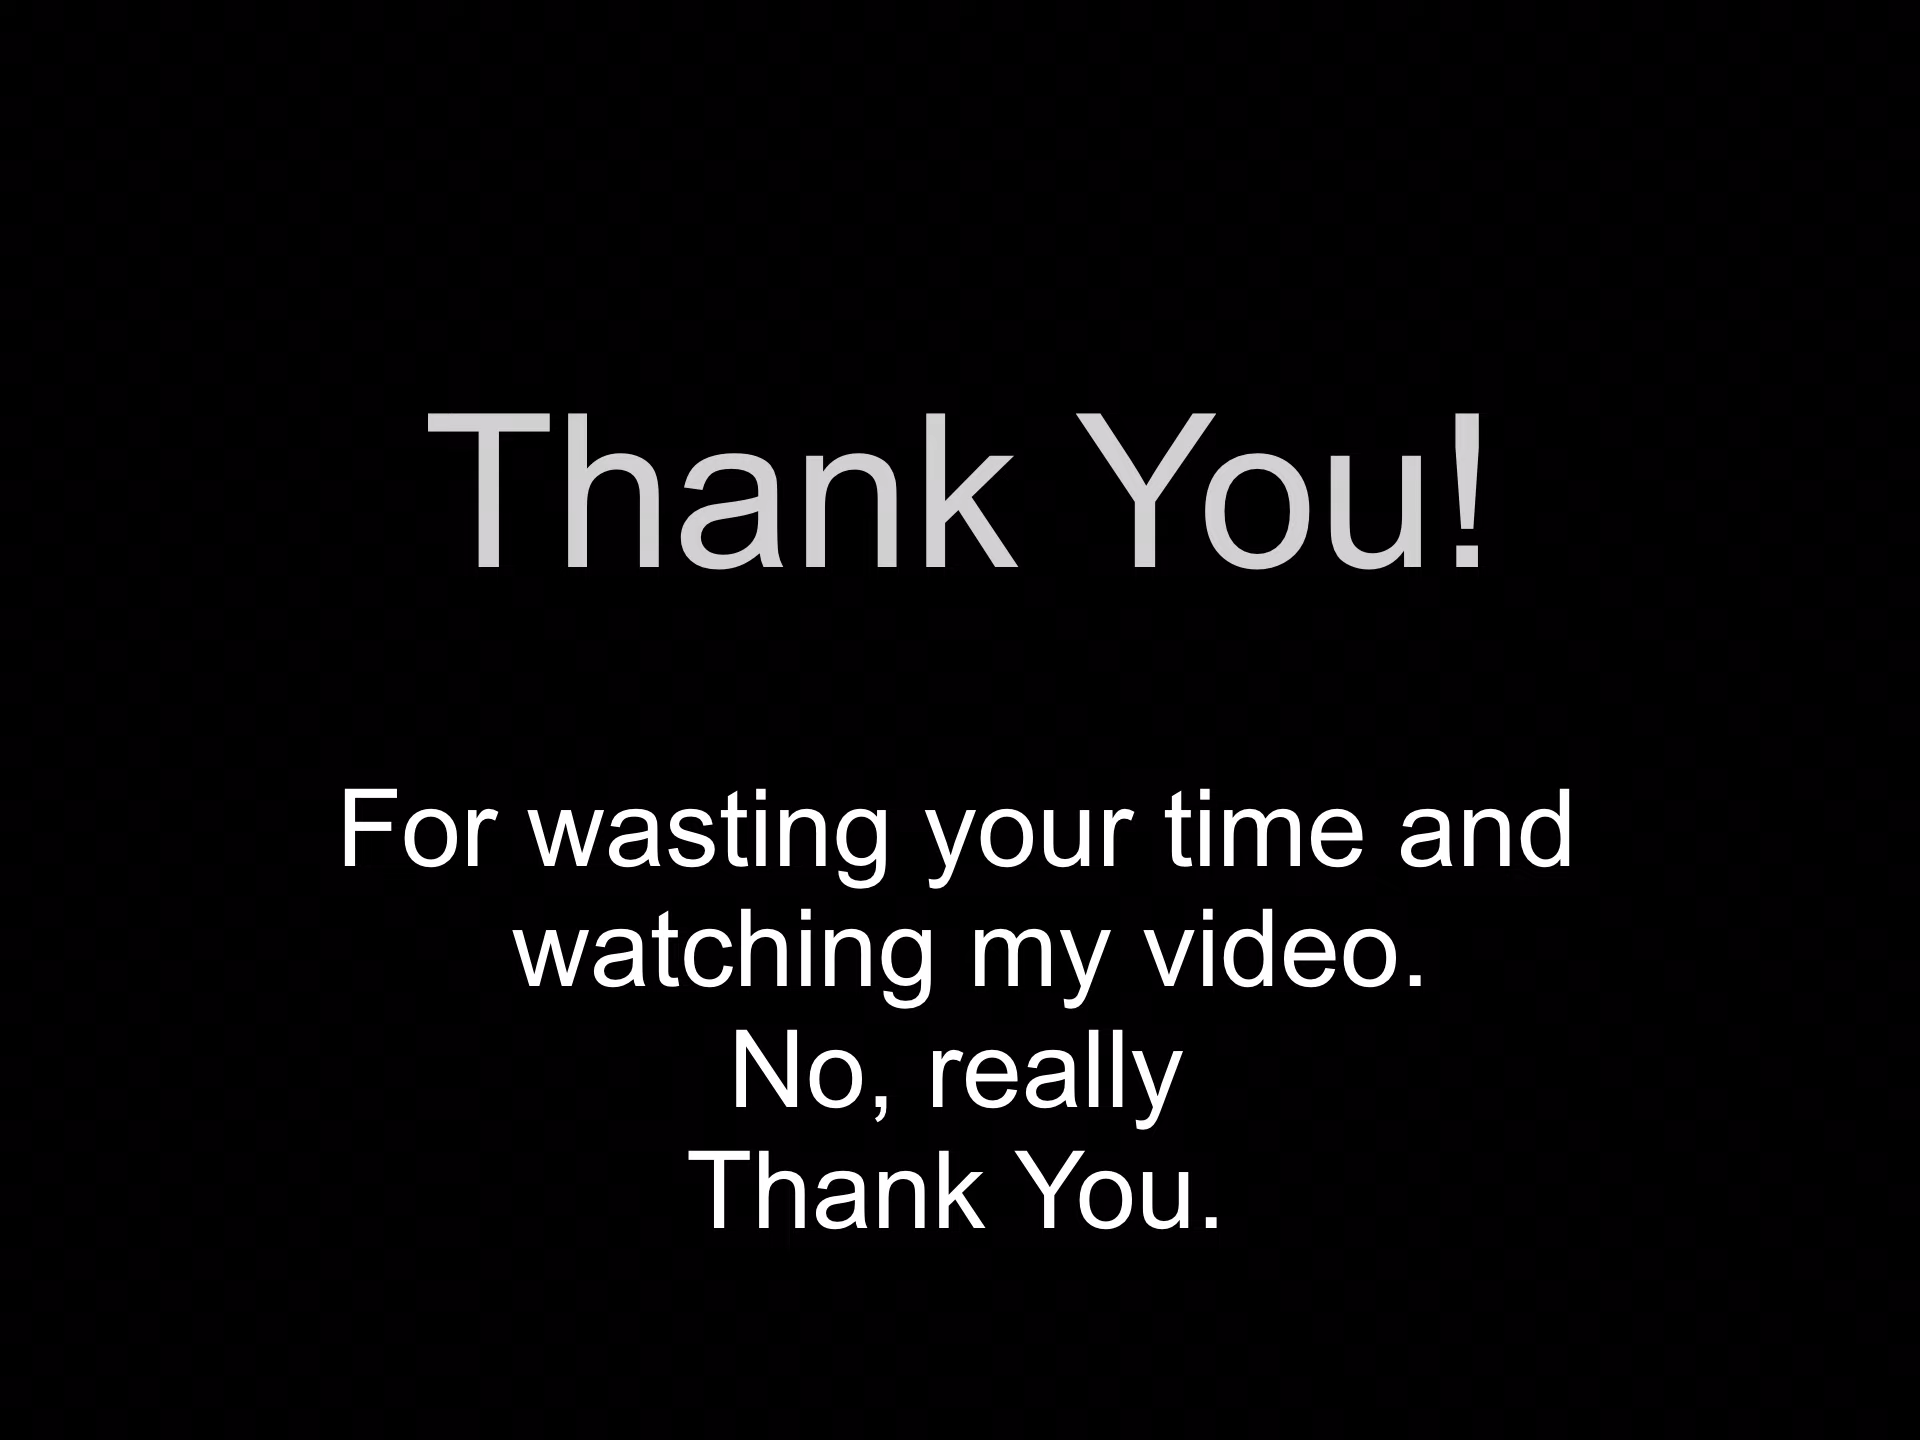 Thank You!
For wasting your time and
watching my video.
No, really
Thank You.